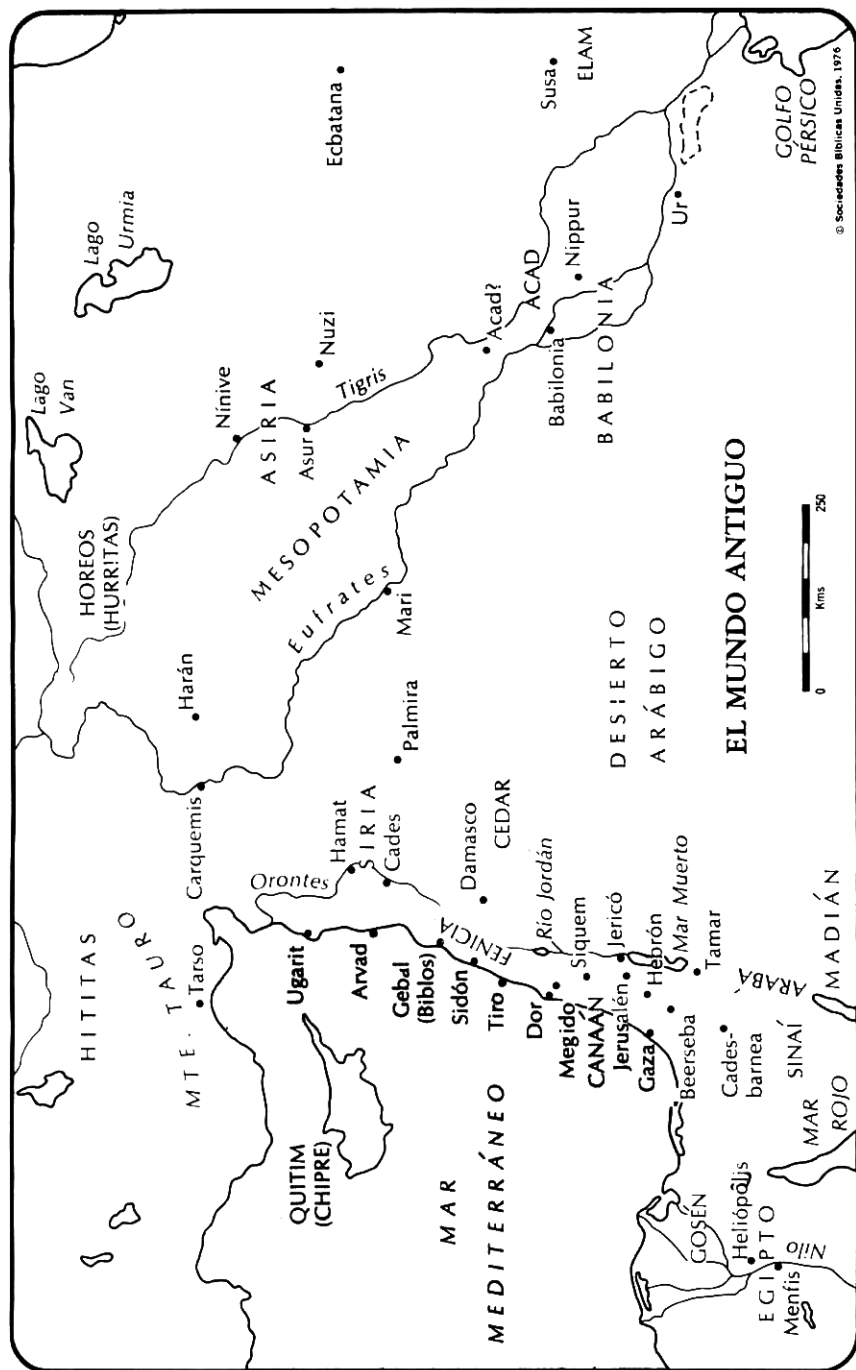 HITITAS
MTE. TAURO
Tarso
Carquemis
Harán
HOREOS
(HURRITAS)
Lago
Van
Lago
Urmia
Nínive
ASIRIA
Asur
Nuzi
Tigris
Ecbatana
MESOPOTAMIA
Eufrates
Mari
Palmira
Orontes
Hamat
SIRIA
Cades
QUITIM
(CHIPRE)
Ugarit
Arvad
Gebal
(Biblos)
Sidón
Tiro
FENICIA
Damasco
CEDAR
MAR
MEDITERRÁNEO
Dor
Megido
CANAÁN
Jerusalén
Gaza
Beerseba
Río Jordán
Siquem
Jericó
Hebrón
Mar Muerto
Tamar
Cades-
barnea
SINAÍ
ARABÁ
MADIÁN
MAR
ROJO
GOSÉN
Heliópolis
EGIPTO
Menfis
Nilo
DESIERTO
ARÁBIGO
Acad?
ACAD
Babilonia
BABILONIA
Nippur
Susa
ELAM
Ur
GOLFO
PÉRSICO
EL MUNDO ANTIGUO
0 Kms 250
© Sociedades Bíblicas Unidas, 1976